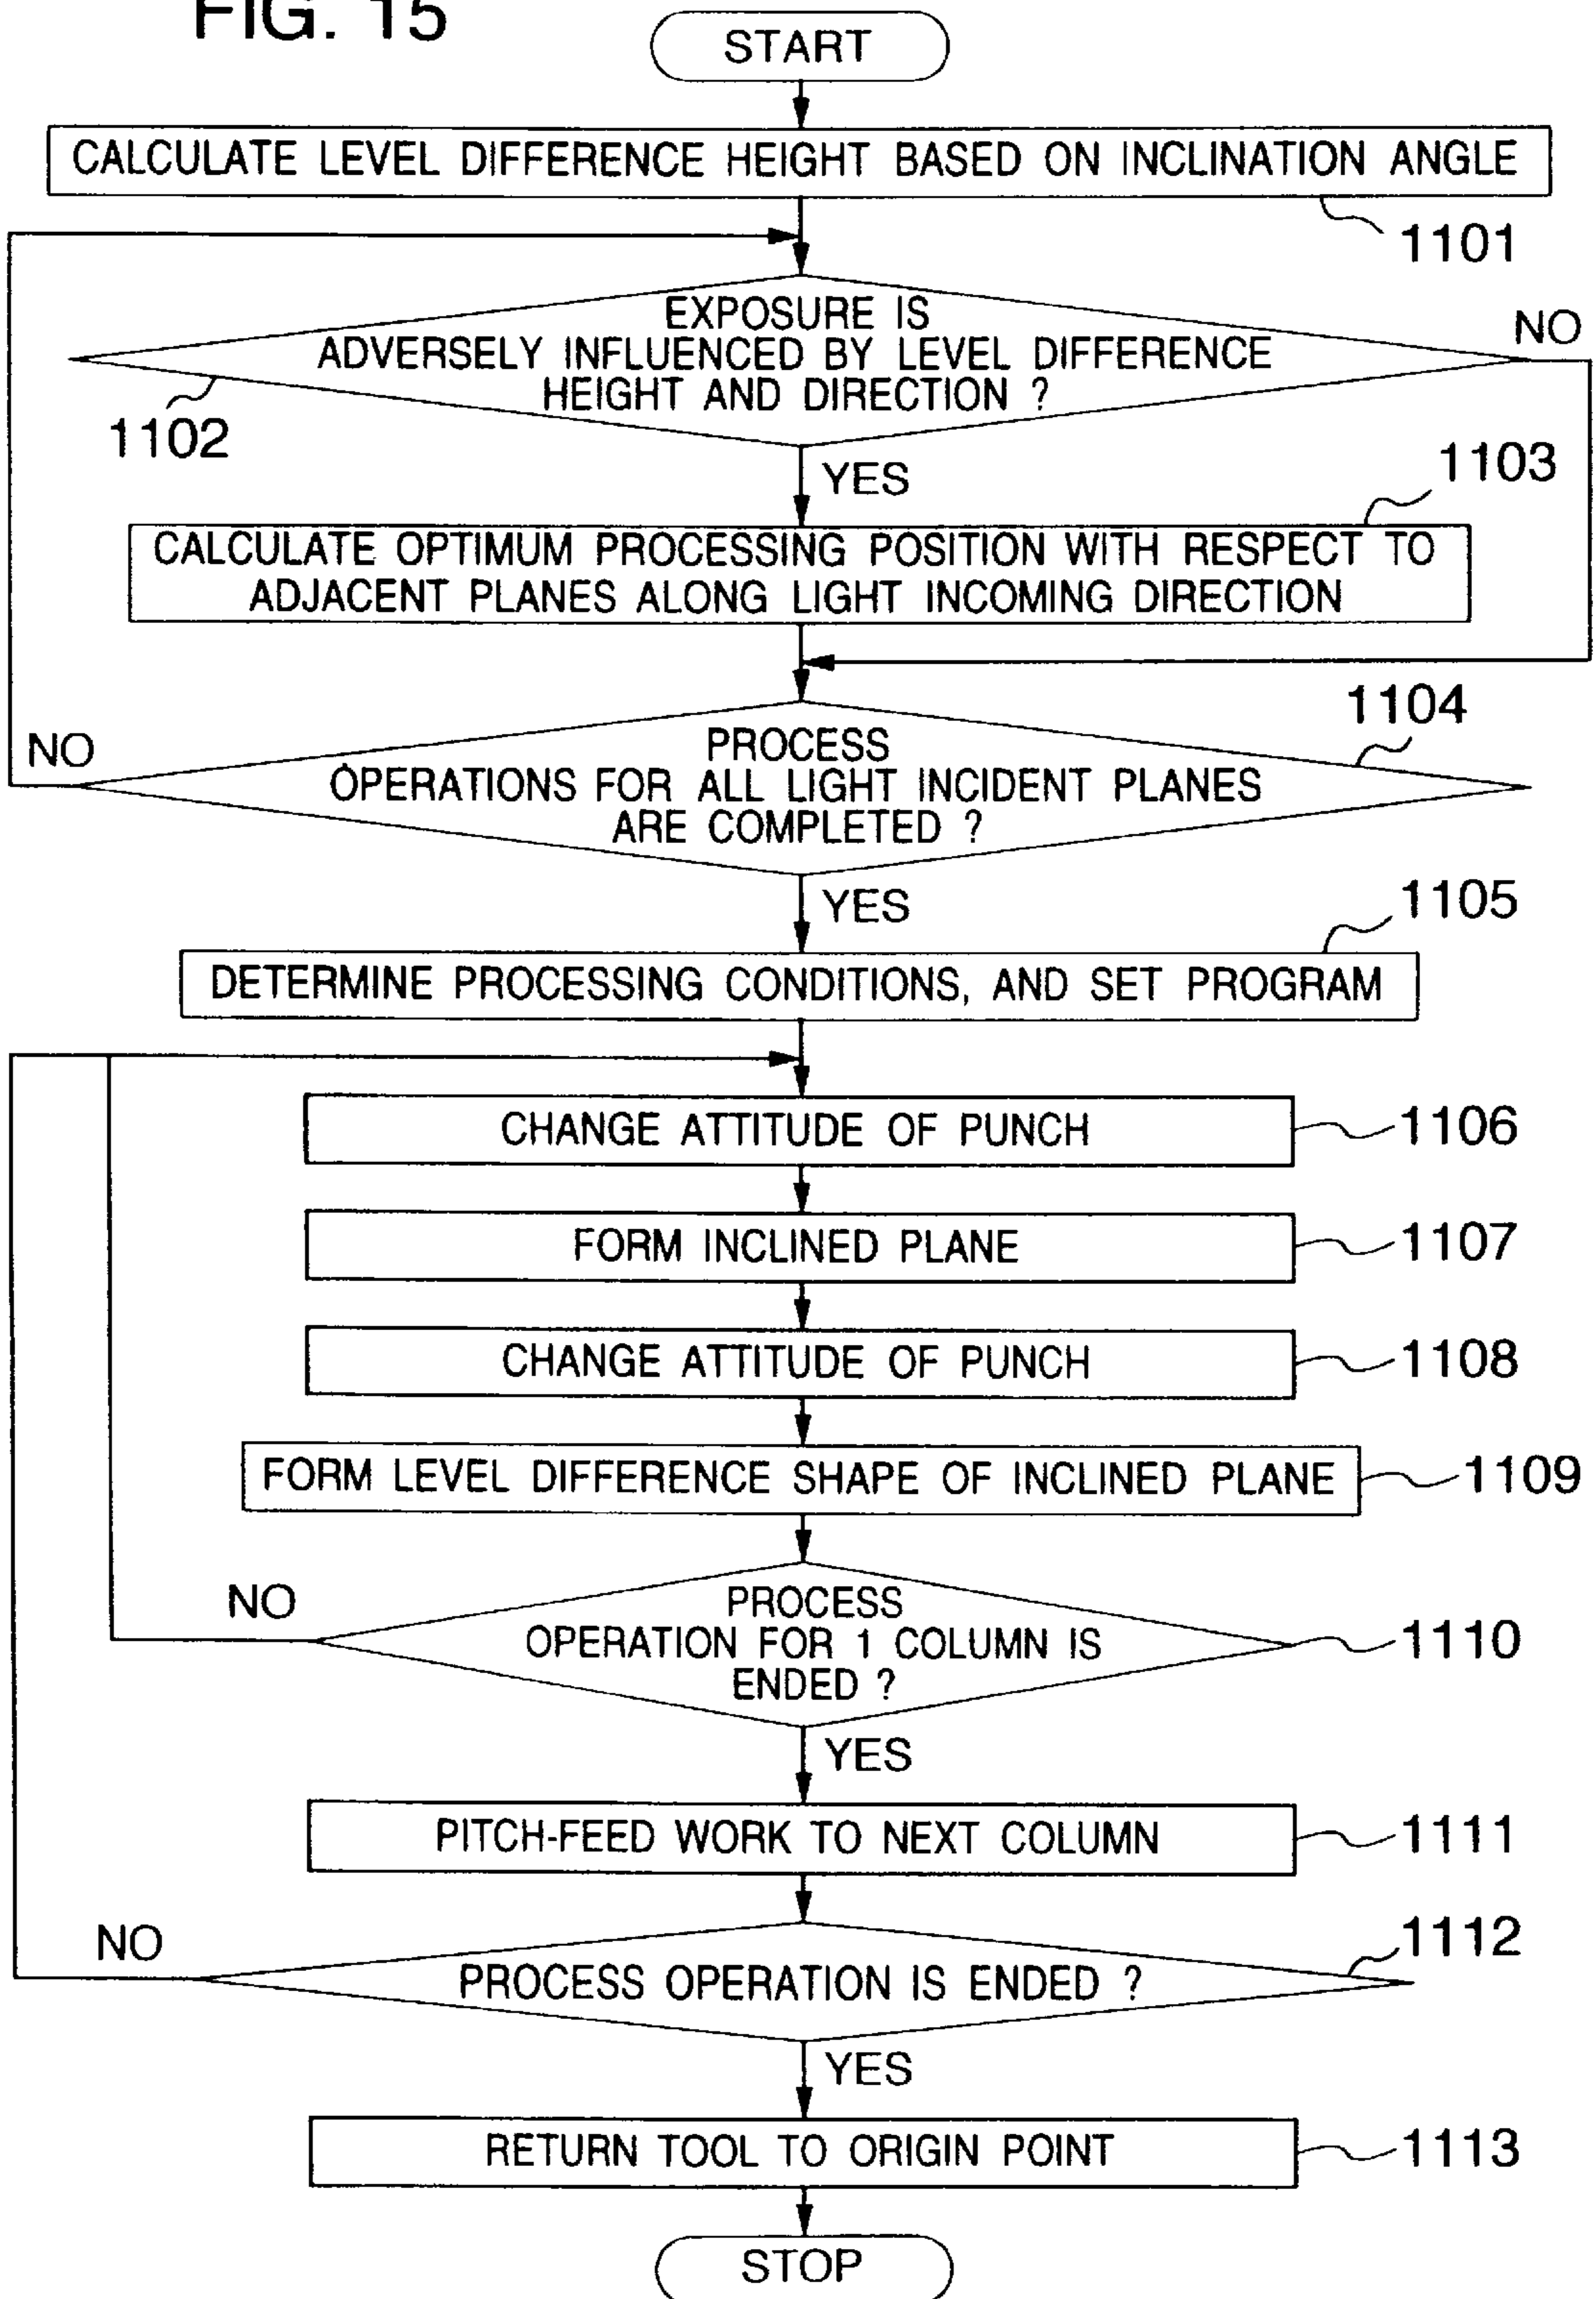 FIG. 15
START
CALCULATE LEVEL DIFFERENCE HEIGHT BASED ON INCLINATION ANGLE
1101
EXPOSURE IS
ADVERSELY INFLUENCED BY LEVEL DIFFERENCE
HEIGHT AND DIRECTION ?
NO
1102
YES
1103
CALCULATE OPTIMUM PROCESSING POSITION WITH RESPECT TO
ADJACENT PLANES ALONG LIGHT INCOMING DIRECTION
1104
NO
PROCESS
OPERATIONS FOR ALL LIGHT INCIDENT PLANES
ARE COMPLETED ?
YES
1105
DETERMINE PROCESSING CONDITIONS, AND SET PROGRAM
CHANGE ATTITUDE OF PUNCH
1106
FORM INCLINED PLANE
1107
CHANGE ATTITUDE OF PUNCH
1108
FORM LEVEL DIFFERENCE SHAPE OF INCLINED PLANE
1109
NO
PROCESS
OPERATION FOR 1 COLUMN IS
ENDED ?
1110
YES
PITCH-FEED WORK TO NEXT COLUMN
1111
NO
1112
PROCESS OPERATION IS ENDED ?
YES
RETURN TOOL TO ORIGIN POINT
1113
STOP